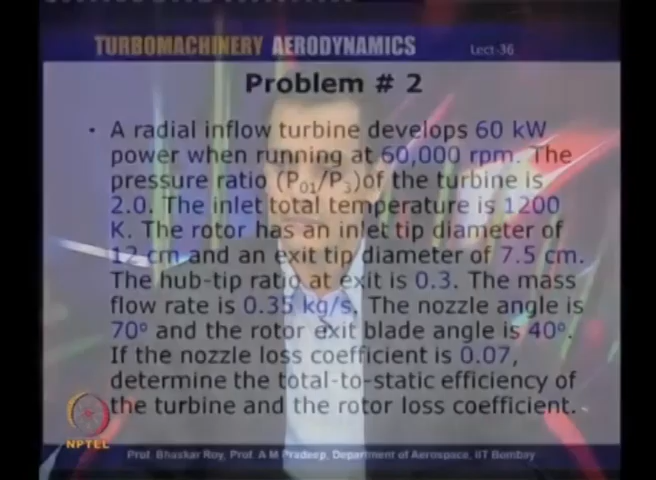 TURBOMACHINERY AERODYNAMICS Lect-36
Problem # 2
• A radial inflow turbine develops 60 kW
power when running at 60,000 rpm. The
pressure ratio (P01/P3)of the turbine is
2.0. The inlet total temperature is 1200
K. The rotor has an inlet tip diameter of
12 cm and an exit tip diameter of 7.5 cm.
The hub-tip ratio at exit is 0.3. The mass
flow rate is 0.35 kg/s. The nozzle angle is
70° and the rotor exit blade angle is 40°.
If the nozzle loss coefficient is 0.07,
determine the total-to-static efficiency of
the turbine and the rotor loss coefficient.
NPTEL
Prof. Bhaskar Roy, Prof. A M Pradeep, Department of Aerospace, IIT Bombay